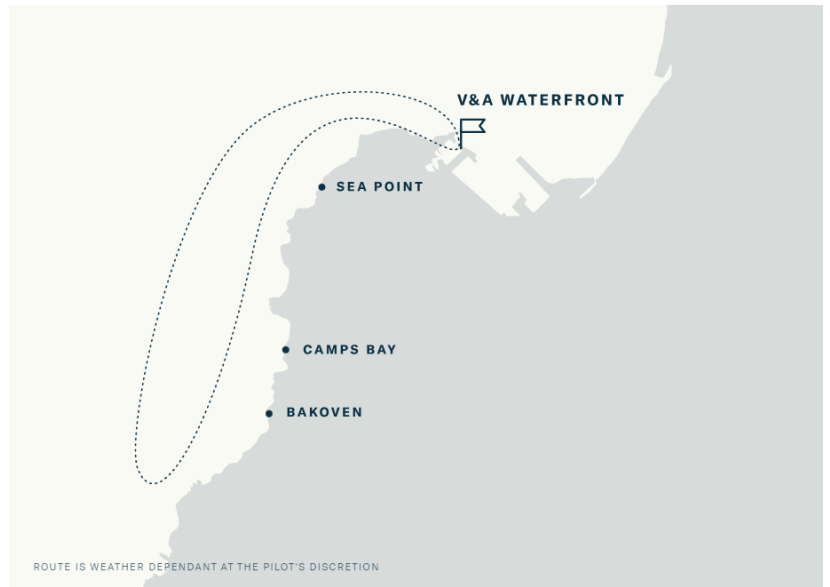 V&A WATERFRONT
SEA POINT
CAMPS BAY
BAKOVEN
ROUTE IS WEATHER DEPENDANT AT THE PILOT'S DISCRETION